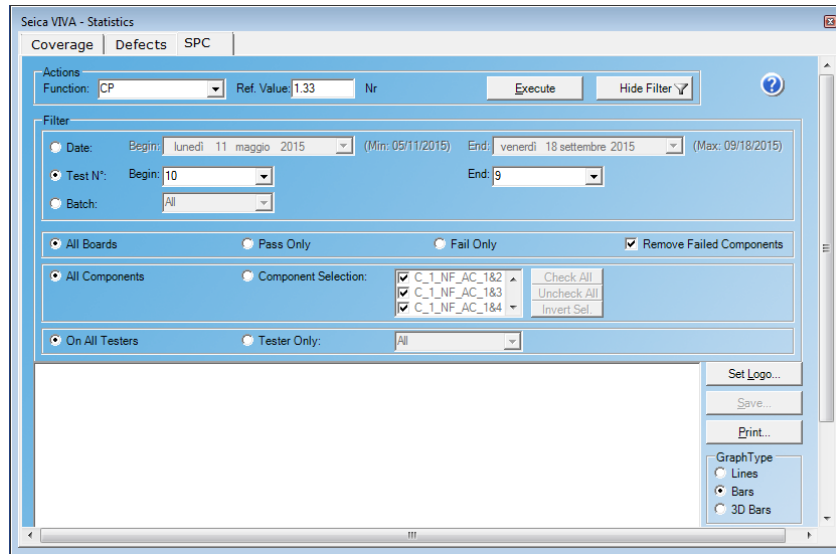 Seica VIVA - Statistics
Coverage Defects SPC
Actions
Function: CP Ref. Value: 1.33 Nr Execute Hide Filter
Filter
Date: Begin: lunedì 11 maggio 2015 (Min: 05/11/2015) End: venerdì 18 settembre 2015 (Max: 09/18/2015)
Test N°: Begin: 10 End: 9
Batch: All
All Boards Pass Only Fail Only Remove Failed Components
All Components Component Selection: C_1_NF_AC_1&2 Check All
C_1_NF_AC_1&3 Uncheck All
C_1_NF_AC_1&4 Invert Sel.
On All Testers Tester Only: All
Set Logo...
Save...
Print...
GraphType
Lines
Bars
3D Bars